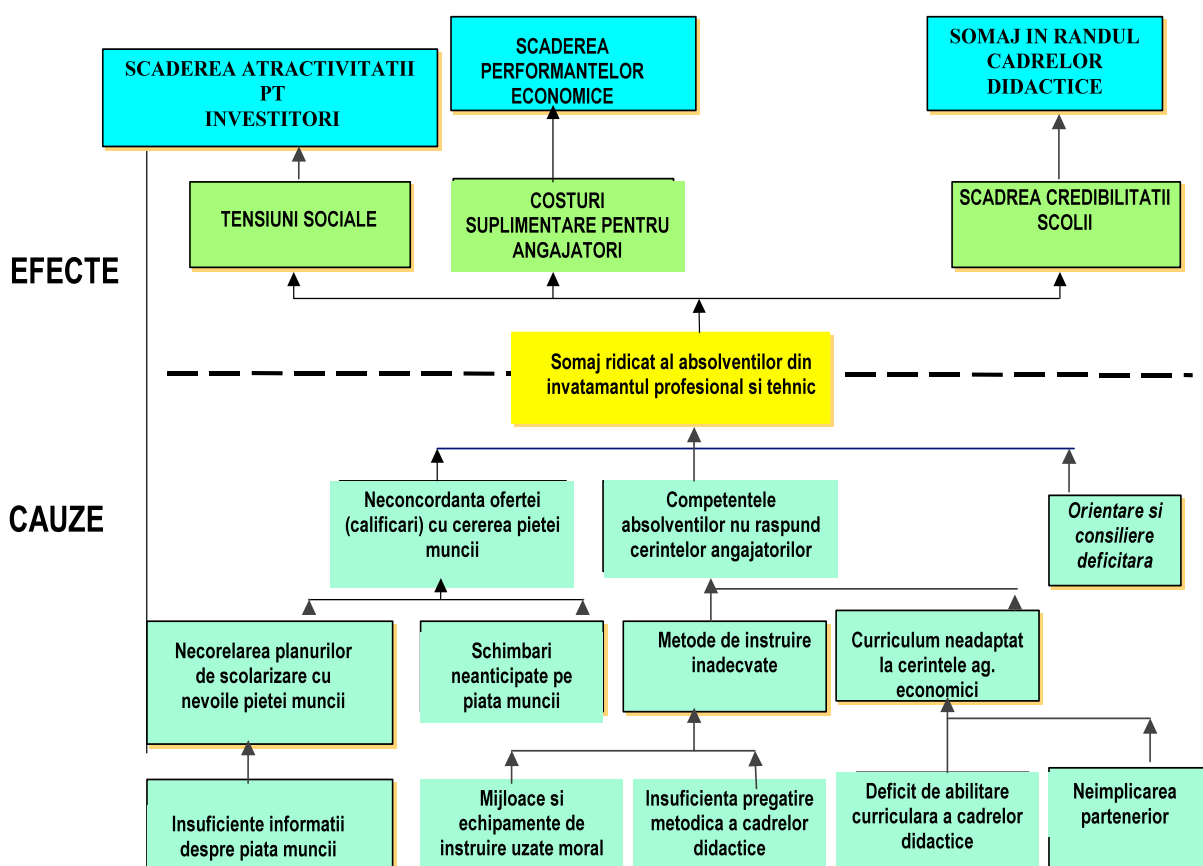 SCADEREA ATRACTIVITATII
PT
INVESTITORI
SCADEREA
PERFORMANTELOR
ECONOMICE
SOMAJ IN RANDUL
CADRELOR
DIDACTICE
TENSIUNI SOCIALE
COSTURI
SUPLIMENTARE PENTRU
ANGAJATORI
SCADREA CREDIBILITATII
SCOLII
EFECTE
Somaj ridicat al absolventilor din
invatamantul profesional si tehnic
CAUZE
Neconcordanta ofertei
(calificari) cu cererea pietei
muncii
Competentele
absolventilor nu raspund
cerintelor angajatorilor
Orientare si
consiliere
deficitara
Necorelarea planurilor
de scolarizare cu
nevoile pietei muncii
Schimbari
neanticipate pe
piata muncii
Metode de instruire
inadecvate
Curriculum neadaptat
la cerintele ag.
economici
Insuficiente informatii
despre piata muncii
Mijloace si
echipamente de
instruire uzate moral
Insuficienta pregatire
metodica a cadrelor
didactice
Deficit de abilitare
curriculara a cadrelor
didactice
Neimplicarea
partenerior